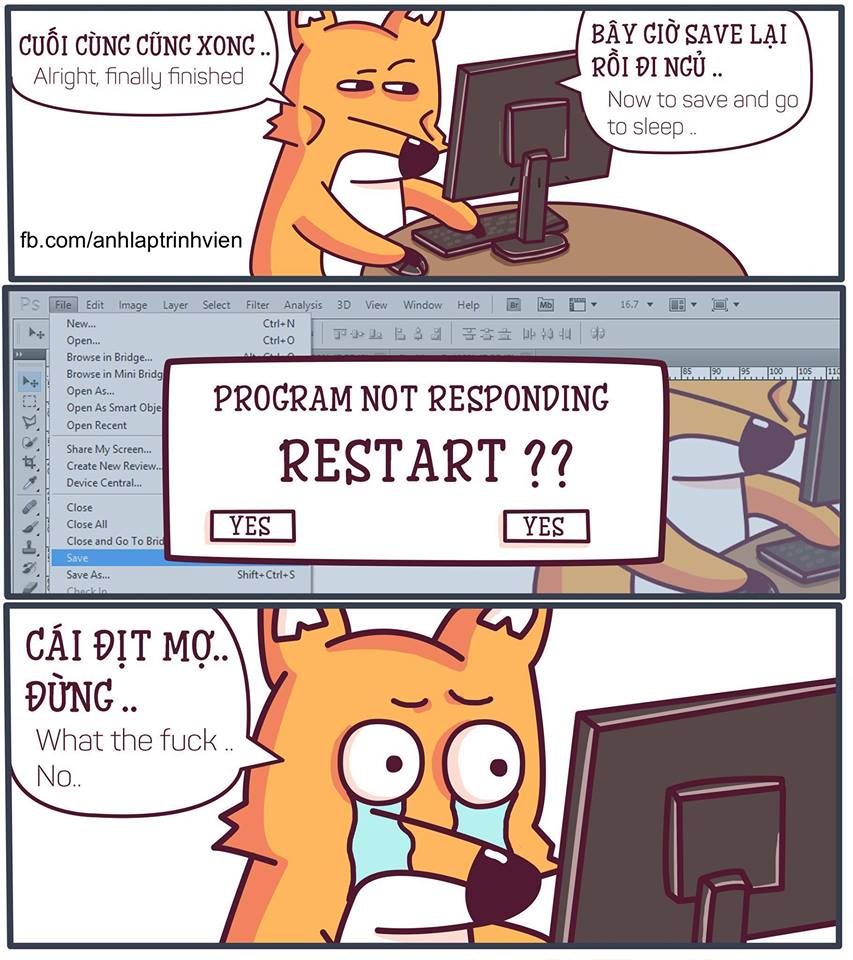 CUỐI CÙNG CŨNG XONG ..
Alright, finally finished
BÂY GIỜ SAVE LẠI
RỒI ĐI NGỦ ..
Now to save and go
to sleep ..
fb.com/anhlaptrinhvien
Ps File Edit Image Layer Select Filter Analysis 3D View Window Help Br Mb 16.7
New... Ctrl+N
Open... Ctrl+O
Browse in Bridge...
Browse in Mini Bridg
Open As...
Open As Smart Obje
Open Recent
Share My Screen...
Create New Review...
Device Central...
Close
Close All
Close and Go To Brid
Save
Save As... Shift+Ctrl+S
Check In
85 90 95 100 105 110
PROGRAM NOT RESPONDING
RESTART ??
YES YES
CÁI ĐỊT MỢ..
ĐỪNG ..
What the fuck ..
No..